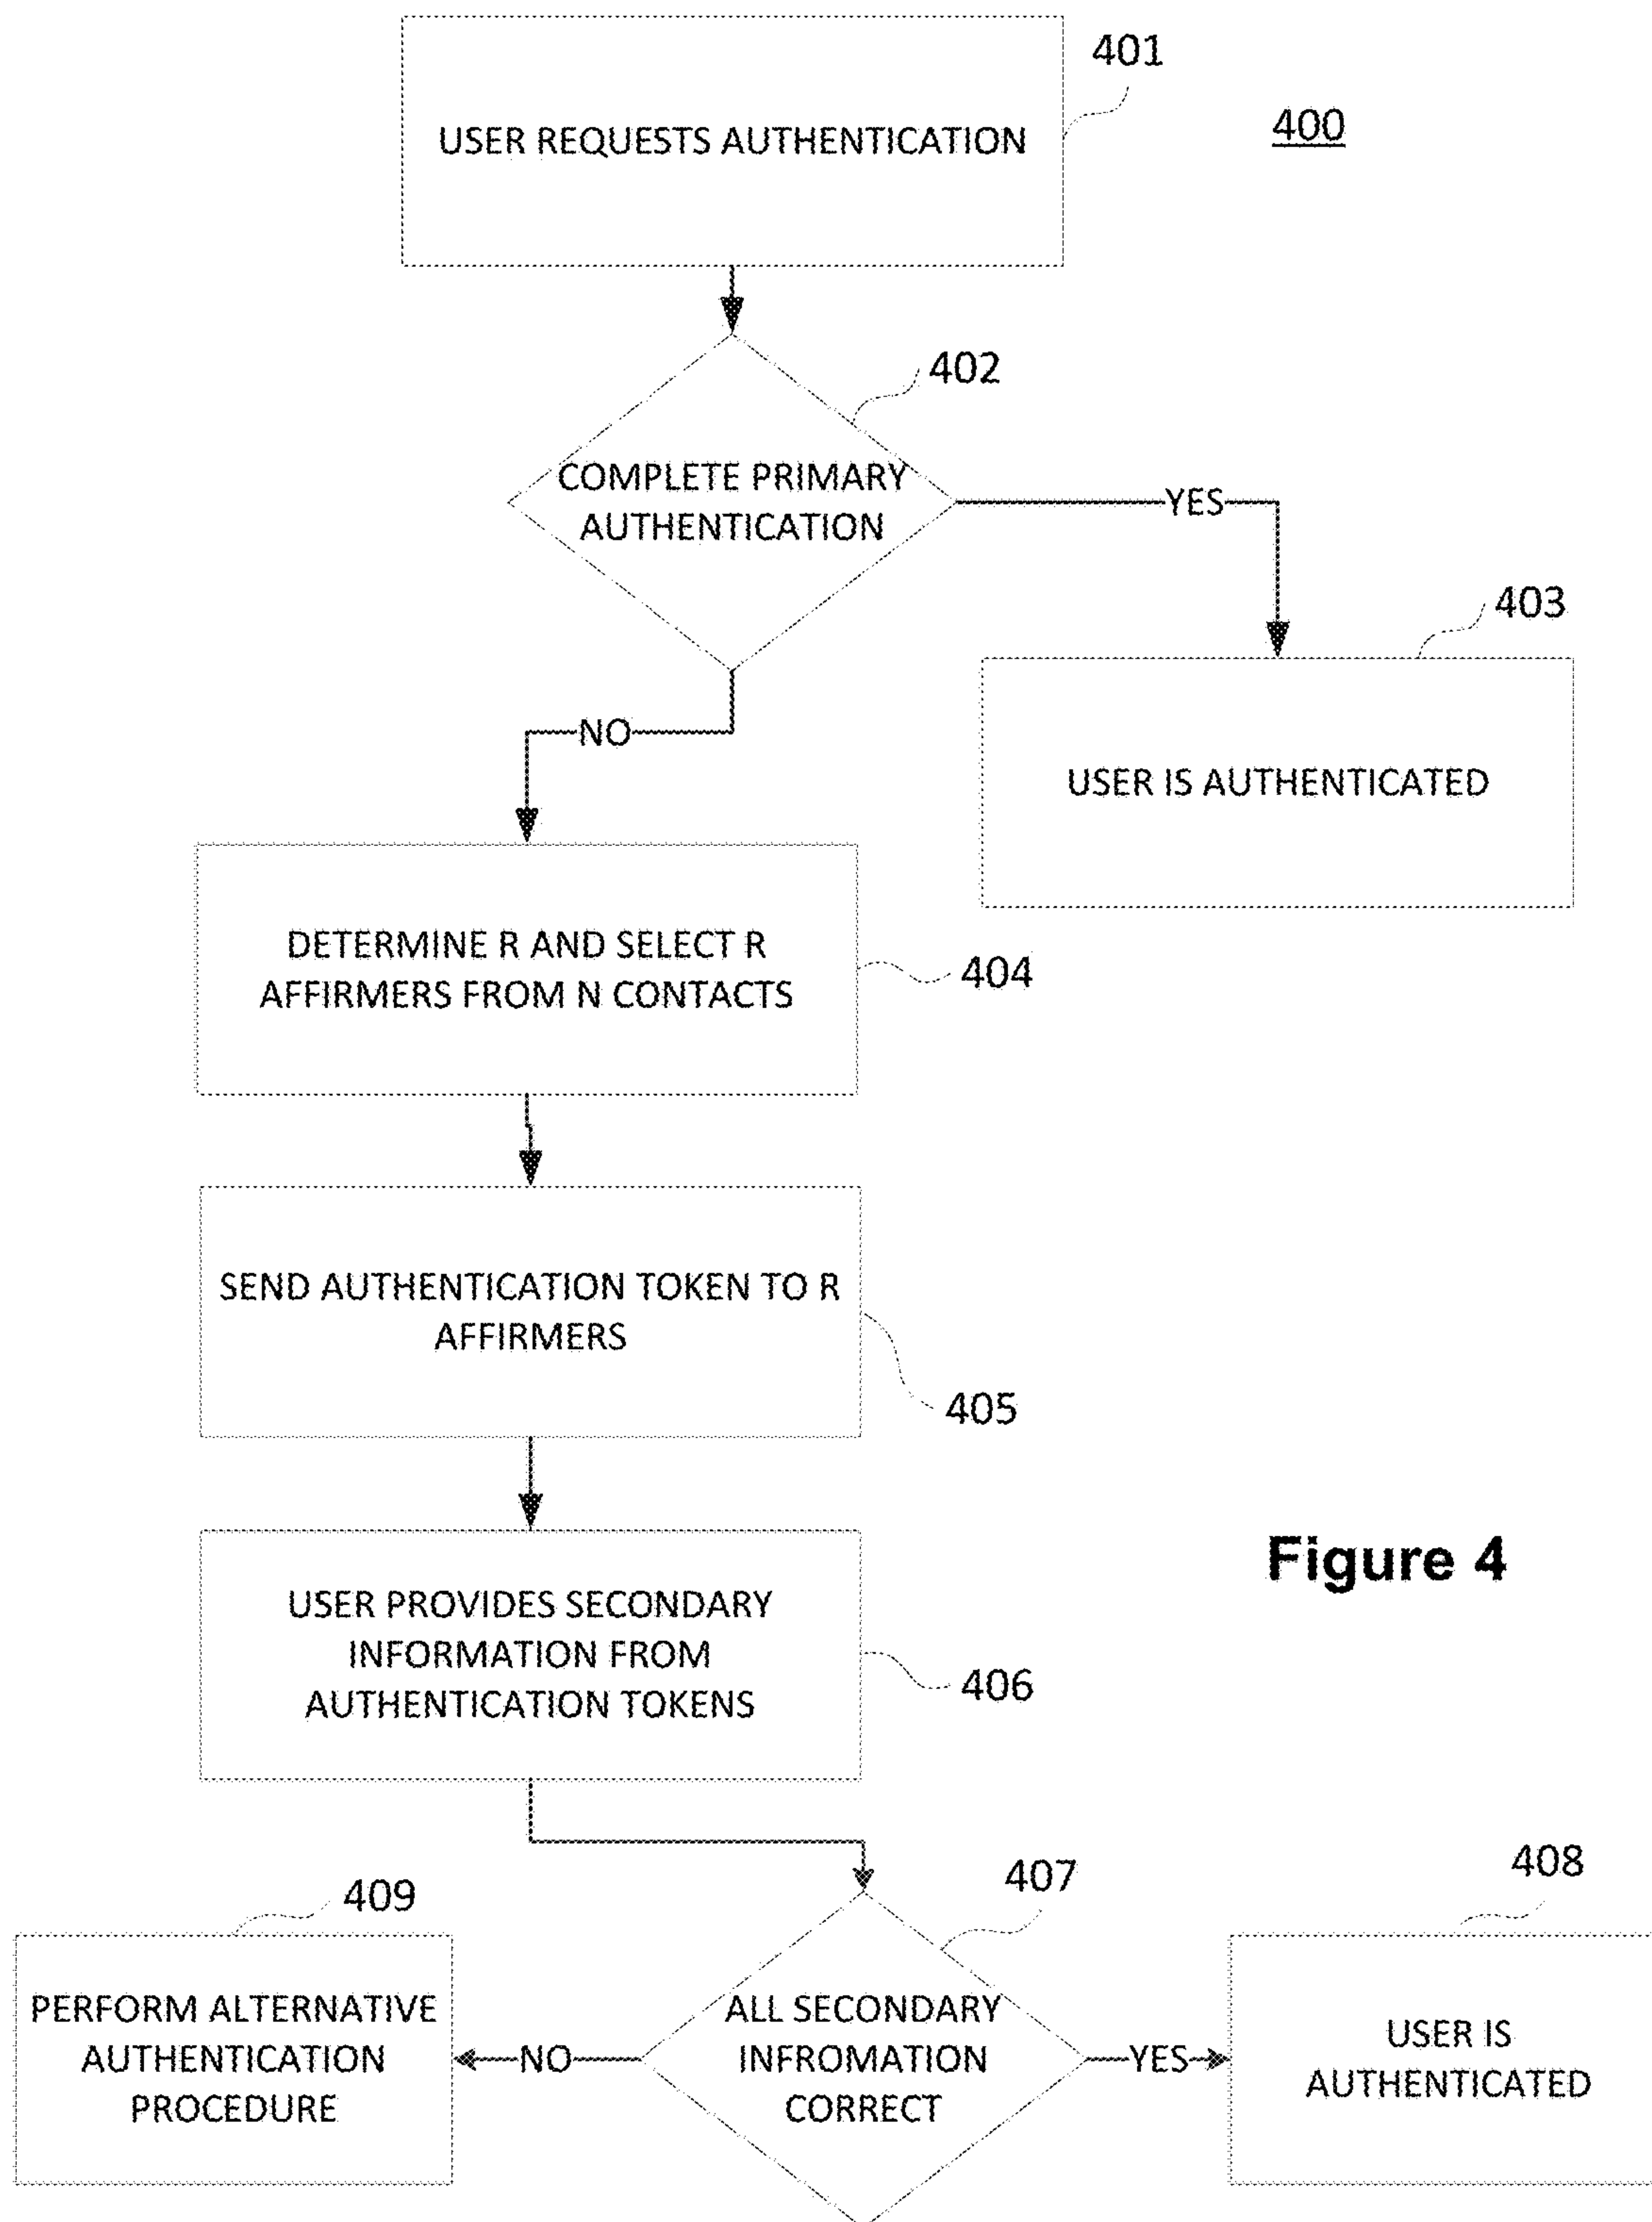 401
400
USER REQUESTS AUTHENTICATION
402
COMPLETE PRIMARY
AUTHENTICATION
YES
403
NO
USER IS AUTHENTICATED
DETERMINE R AND SELECT R
AFFIRMERS FROM N CONTACTS
404
SEND AUTHENTICATION TOKEN TO R
AFFIRMERS
405
Figure 4
USER PROVIDES SECONDARY
INFORMATION FROM
AUTHENTICATION TOKENS
406
407
408
409
PERFORM ALTERNATIVE
AUTHENTICATION
PROCEDURE
NO
ALL SECONDARY
INFROMATION
CORRECT
YES
USER IS
AUTHENTICATED